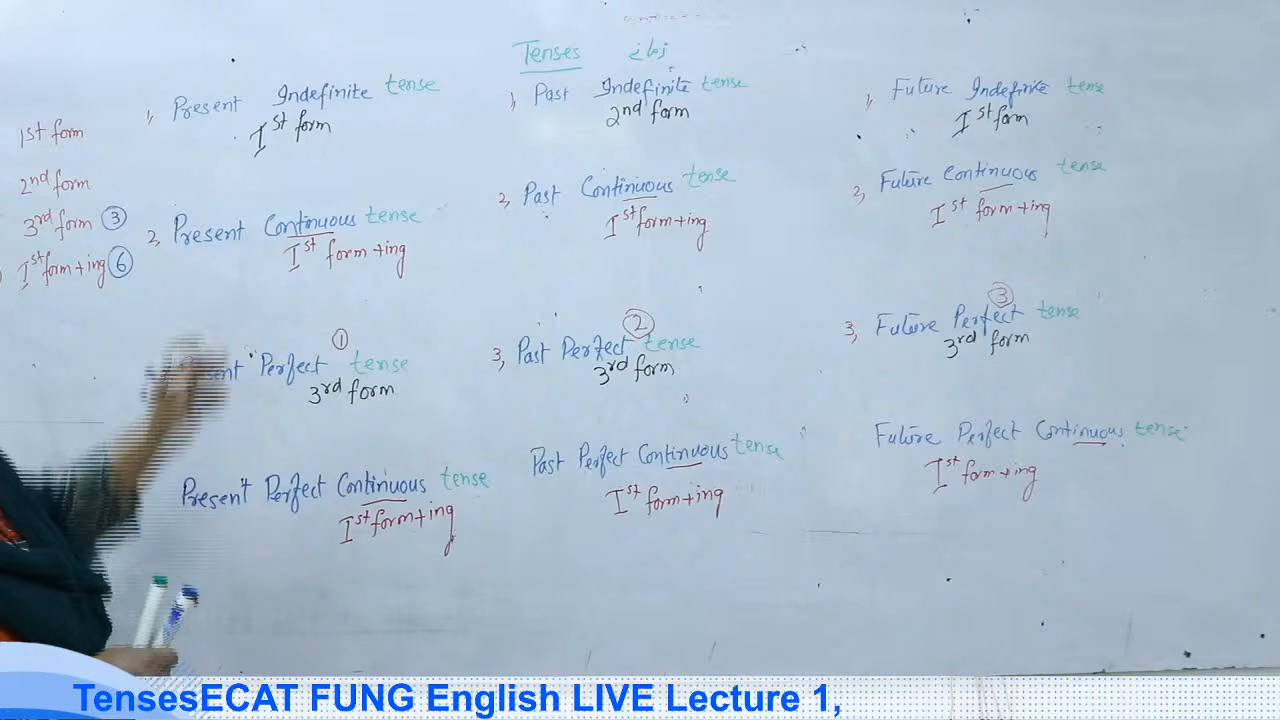 Tenses زمانے
1, Present Indefinite tense
Ist form
1, Past Indefinite tense
2nd form
1, Future Indefinite tense
Ist form
1st form
2nd form
3rd form ③
Ist form+ing ⑥
2, Present Continuous tense
Ist form +ing
2, Past Continuous tense
Ist form+ing
2, Future Continuous tense
Ist form+ing
①
Perfect tense
3rd form
②
3, Past Perfect tense
3rd form
③
3, Future Perfect tense
3rd form
Present Perfect Continuous tense
Ist form+ing
Past Perfect Continuous tense
Ist form+ing
Future Perfect Continuous tense
Ist form+ing
TensesECAT FUNG English LIVE Lecture 1,